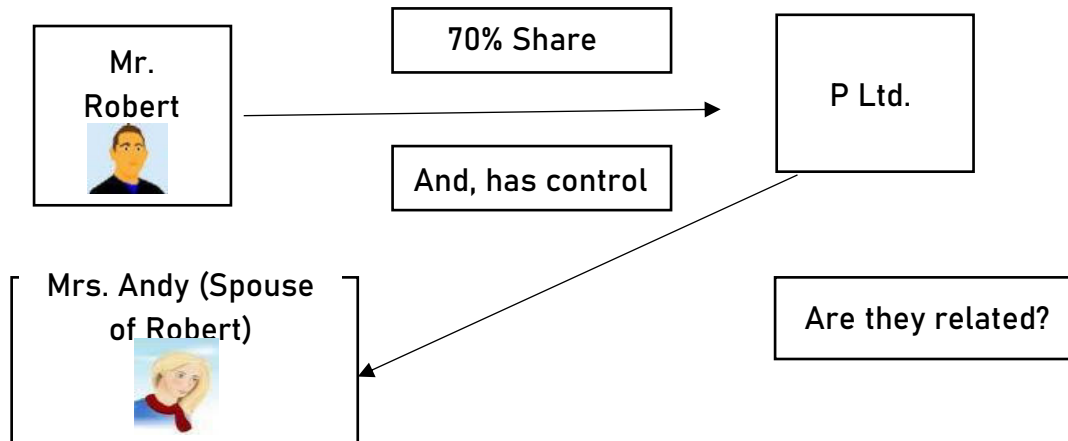 Mr.
Robert
70% Share
And, has control
P Ltd.
Mrs. Andy (Spouse
of Robert)
Are they related?